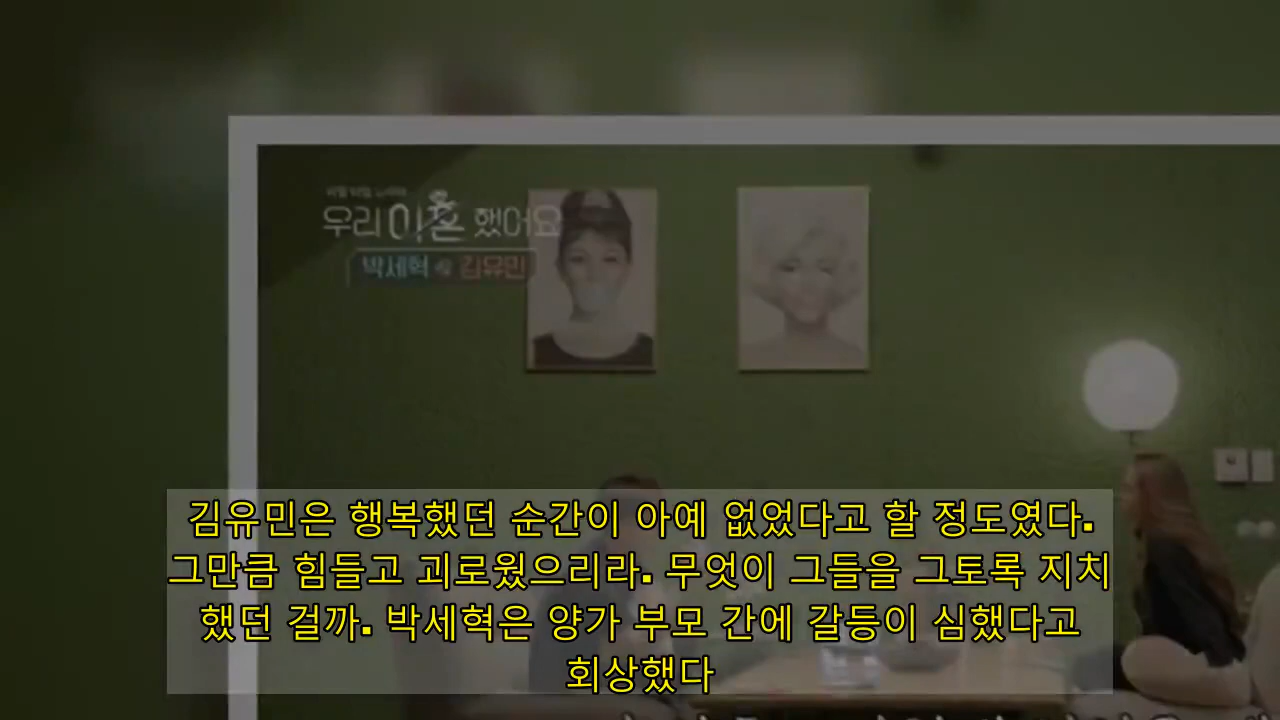 우리 이혼 했어요
박세혁 & 김유민
김유민은 행복했던 순간이 아예 없었다고 할 정도였다.
그만큼 힘들고 괴로웠으리라. 무엇이 그들을 그토록 지치
했던 걸까. 박세혁은 양가 부모 간에 갈등이 심했다고
회상했다